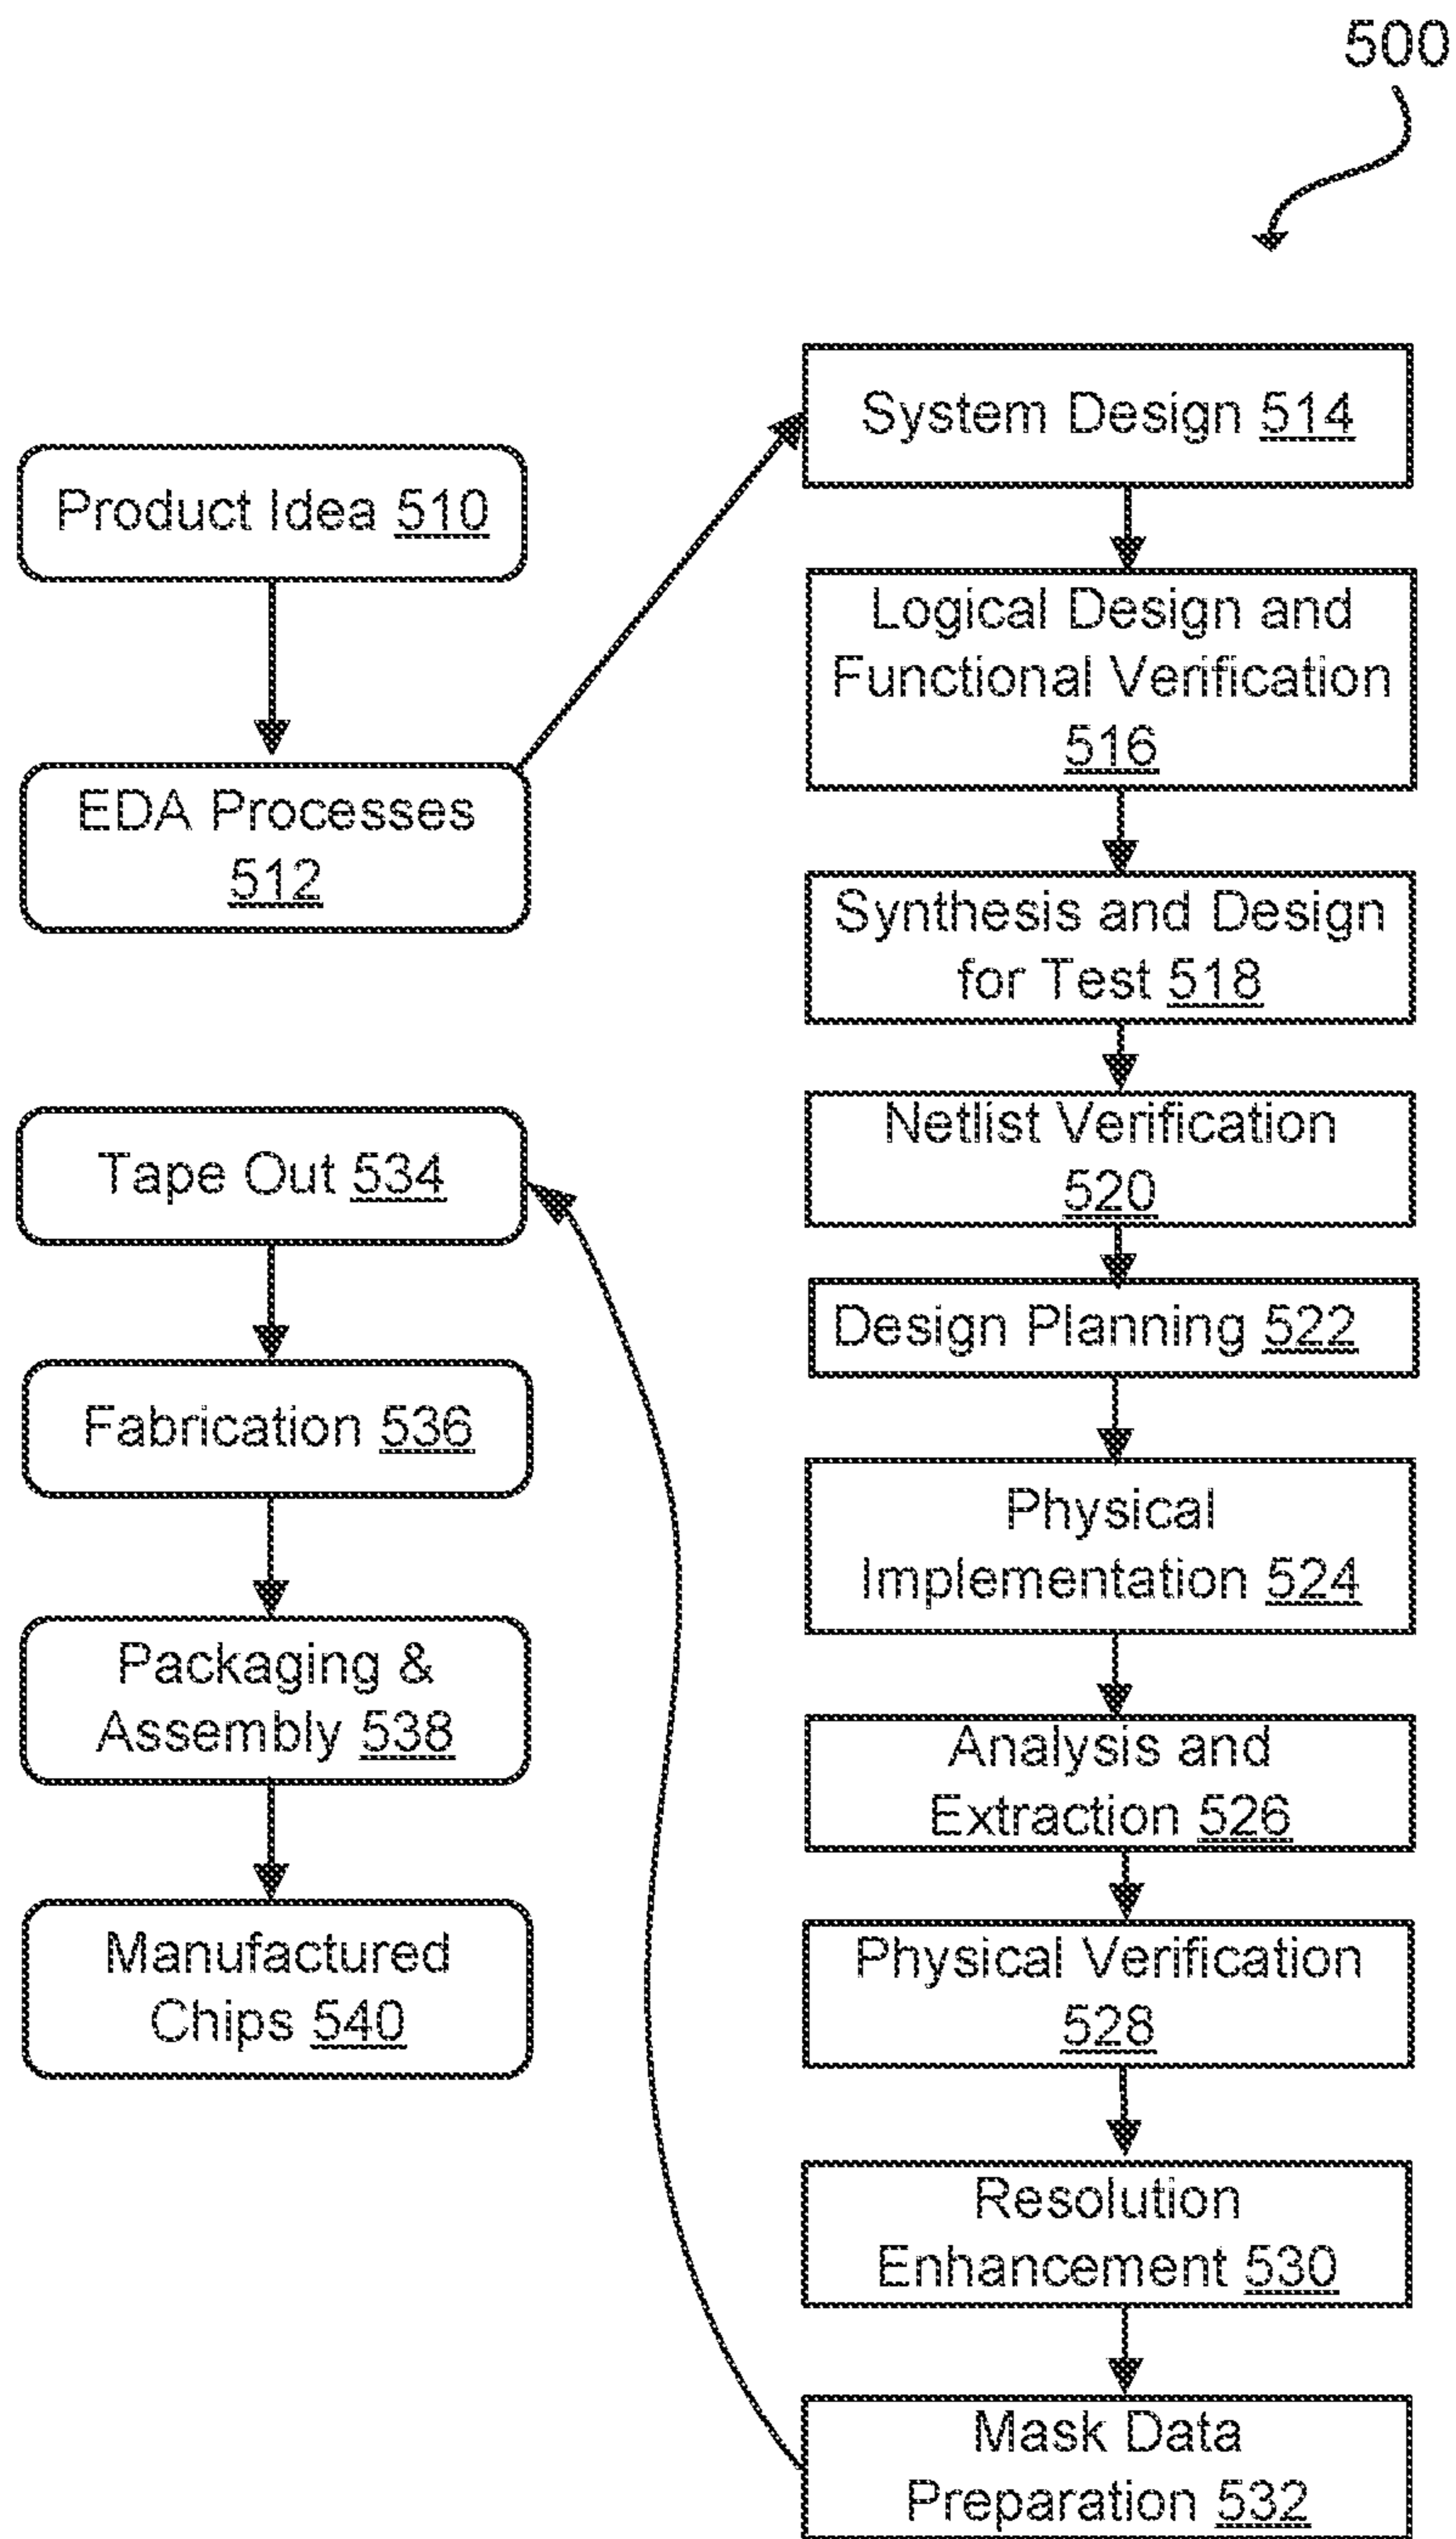 500
Product Idea 510
EDA Processes
512
System Design 514
Logical Design and
Functional Verification
516
Synthesis and Design
for Test 518
Netlist Verification
520
Design Planning 522
Physical
Implementation 524
Analysis and
Extraction 526
Physical Verification
528
Resolution
Enhancement 530
Mask Data
Preparation 532
Tape Out 534
Fabrication 536
Packaging &
Assembly 538
Manufactured
Chips 540